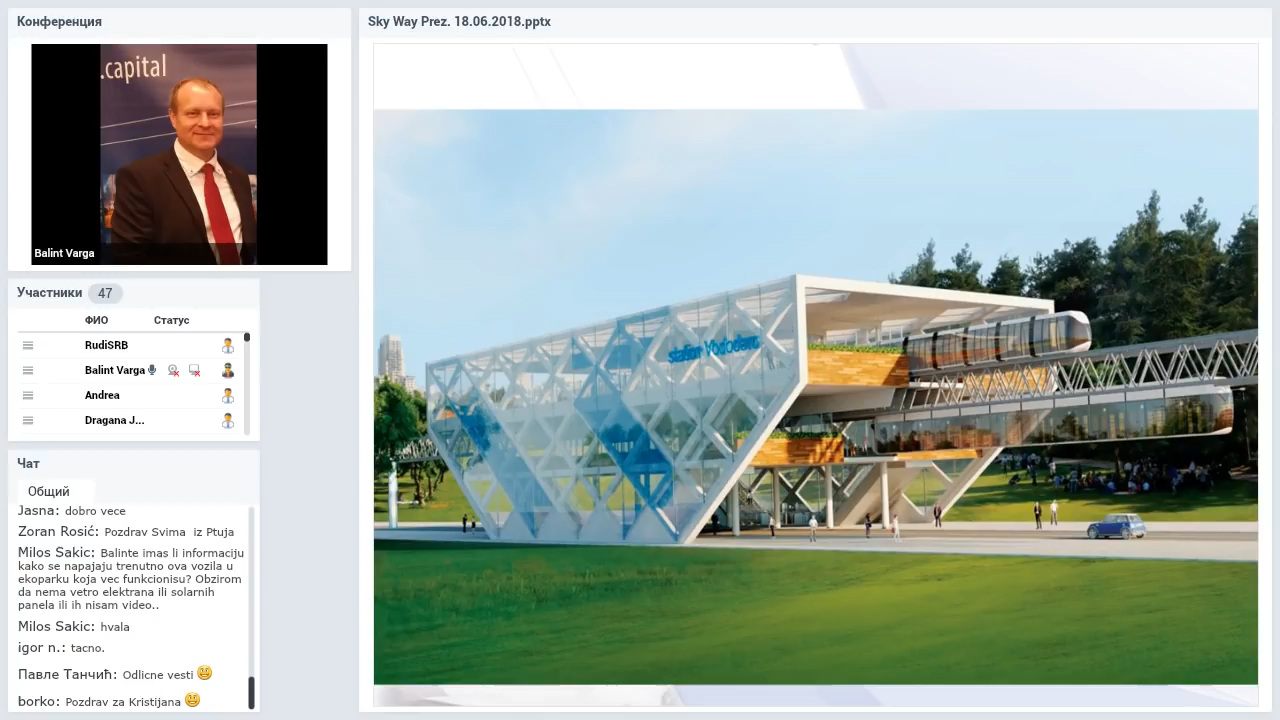 Конференция
.capital
Balint Varga
Участники 47
ФИО Статус
RudiSRB
Balint Varga
Andrea
Dragana J...
Чат
Общий
Jasna: dobro vece
Zoran Rosić: Pozdrav Svima iz Ptuja
Milos Sakic: Balinte imas li informaciju
kako se napajaju trenutno ova vozila u
ekoparku koja vec funkcionisu? Obzirom
da nema vetro elektrana ili solarnih
panela ili ih nisam video..
Milos Sakic: hvala
igor n.: tacno.
Павле Танчић: Odlicne vesti
borko: Pozdrav za Kristijana
Sky Way Prez. 18.06.2018.pptx
station